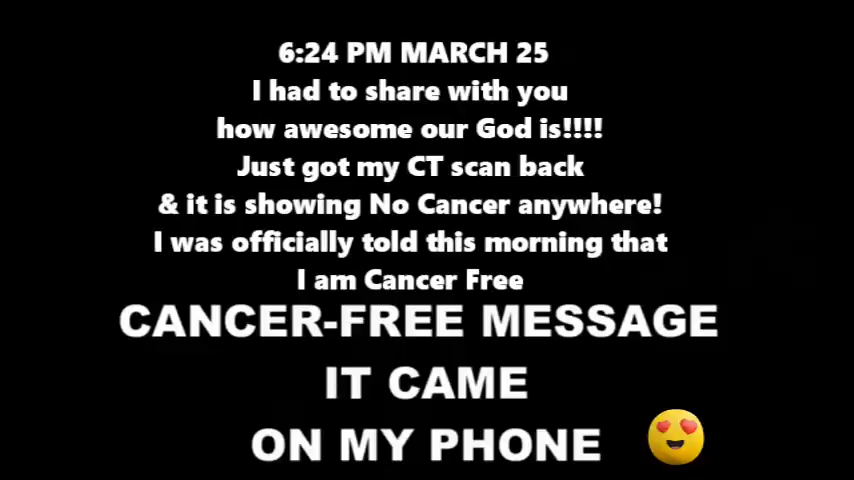 6:24 PM MARCH 25
I had to share with you
how awesome our God is!!!!
Just got my CT scan back
& it is showing No Cancer anywhere!
I was officially told this morning that
I am Cancer Free
CANCER-FREE MESSAGE
IT CAME
ON MY PHONE